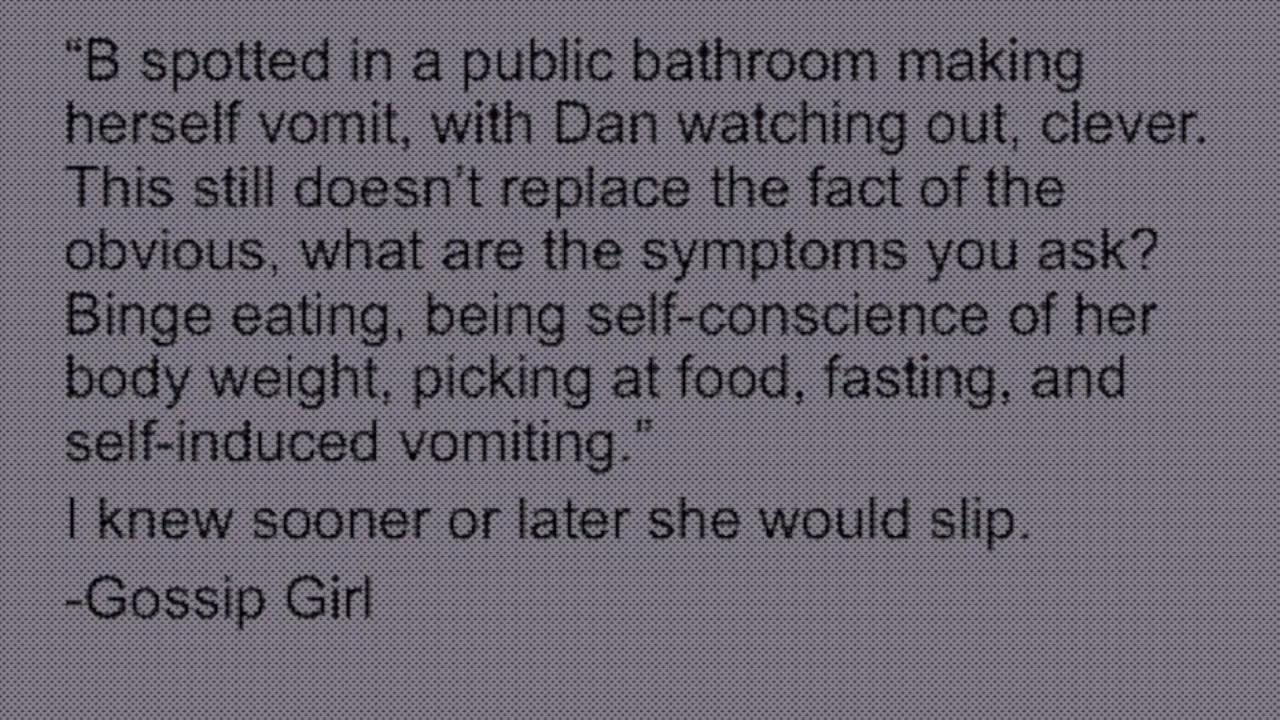 “B spotted in a public bathroom making
herself vomit, with Dan watching out, clever.
This still doesn’t replace the fact of the
obvious, what are the symptoms you ask?
Binge eating, being self-conscience of her
body weight, picking at food, fasting, and
self-induced vomiting.”
I knew sooner or later she would slip.
-Gossip Girl